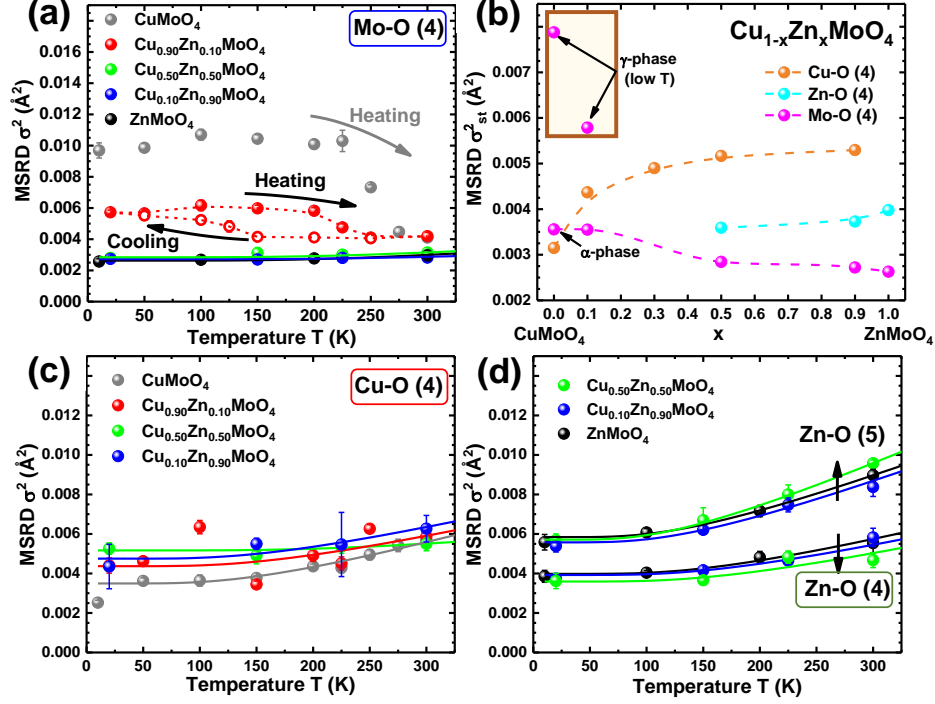 (a)
Mo-O (4)
CuMoO₄
Cu₀.₉₀Zn₀.₁₀MoO₄
Cu₀.₅₀Zn₀.₅₀MoO₄
Cu₀.₁₀Zn₀.₉₀MoO₄
ZnMoO₄
Heating
Heating
Cooling
MSRD σ² (Å²)
0.016
0.014
0.012
0.010
0.008
0.006
0.004
0.002
0.000
0 50 100 150 200 250 300
Temperature T (K)
(b)
Cu₁₋ₓZnₓMoO₄
γ-phase
(low T)
Cu-O (4)
Zn-O (4)
Mo-O (4)
α-phase
MSRD σ²ₛₜ (Å²)
0.008
0.007
0.006
0.005
0.004
0.003
0.002
0.0 0.1 0.2 0.3 0.4 0.5 0.6 0.7 0.8 0.9 1.0
CuMoO₄ x ZnMoO₄
(c)
Cu-O (4)
CuMoO₄
Cu₀.₉₀Zn₀.₁₀MoO₄
Cu₀.₅₀Zn₀.₅₀MoO₄
Cu₀.₁₀Zn₀.₉₀MoO₄
MSRD σ² (Å²)
0.014
0.012
0.010
0.008
0.006
0.004
0.002
0.000
0 50 100 150 200 250 300
Temperature T (K)
(d)
Cu₀.₅₀Zn₀.₅₀MoO₄
Cu₀.₁₀Zn₀.₉₀MoO₄
ZnMoO₄
Zn-O (5)
Zn-O (4)
MSRD σ² (Å²)
0.014
0.012
0.010
0.008
0.006
0.004
0.002
0.000
0 50 100 150 200 250 300
Temperature T (K)